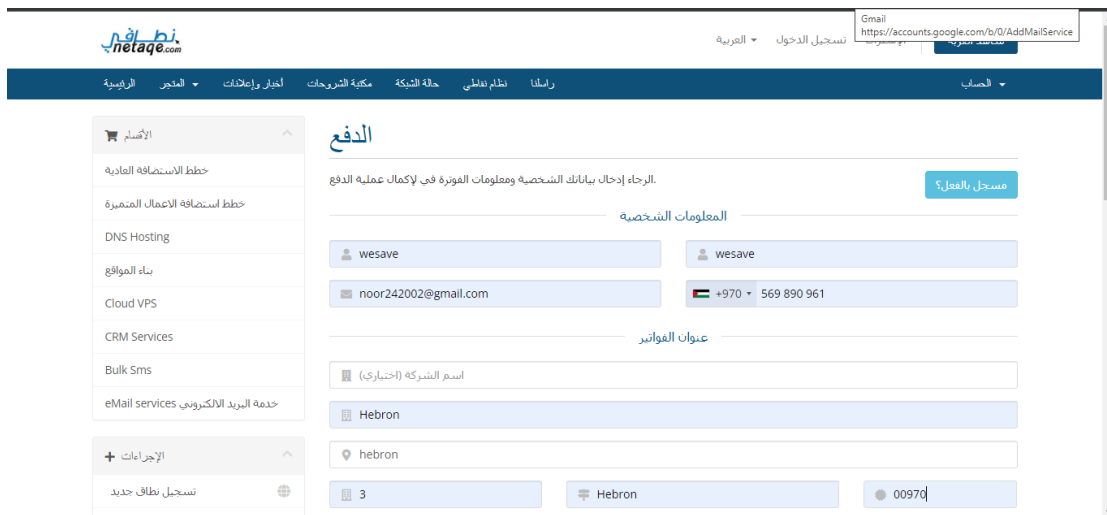 Gmail
https://accounts.google.com/b/0/AddMailService
نطاقي
netaqe.com
العربية
تسجيل الدخول
الرئيسية
المتجر
أخبار وإعلانات
مكتبة الشروحات
حالة الشبكة
نظام نقاطي
راسلنا
الحساب
الأقسام
خطط الاستضافة العادية
خطط استضافة الاعمال المتميزة
DNS Hosting
بناء المواقع
Cloud VPS
CRM Services
Bulk Sms
خدمة البريد الالكتروني eMail services
الإجراءات
تسجيل نطاق جديد
الدفع
الرجاء إدخال بياناتك الشخصية ومعلومات الفوترة في لإكمال عملية الدفع.
مسجل بالفعل؟
المعلومات الشخصية
wesave
wesave
noor242002@gmail.com
+970 569 890 961
عنوان الفواتير
اسم الشركة (اختياري)
Hebron
hebron
3
Hebron
00970